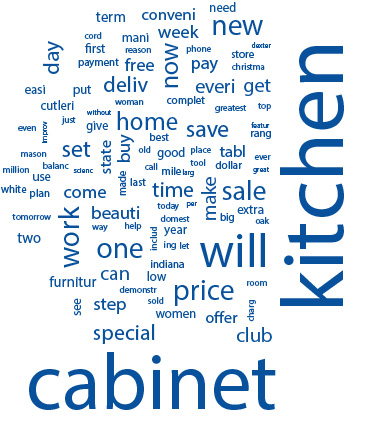 need
term conveni new
cord mani week
day first reason now phone dexter
payment free pay store christma
easi put deliv everi get
cutleri woman complet greatest top
just without
even improv give home save featur rang
mason balanc set state buy best
old good place tabl ever
million sclenc call tool great
use mile larg dollar
white plan come made last time make sale
tomorrow work beauti today per domest big extra
way help includ year oak
two one ing let will
can low indiana
furnitur demonstr price room
see step sold charg
women offer
special club
kitchen
cabinet